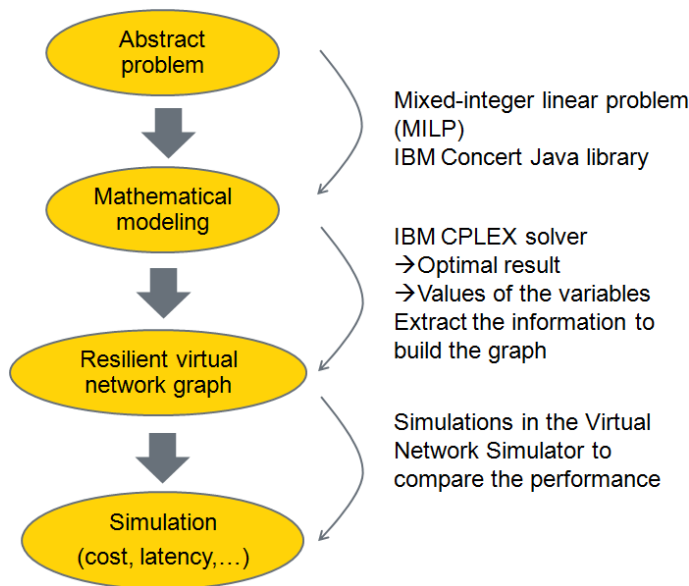 Abstract
problem
Mixed-integer linear problem
(MILP)
IBM Concert Java library
Mathematical
modeling
IBM CPLEX solver
→Optimal result
→Values of the variables
Extract the information to
build the graph
Resilient virtual
network graph
Simulations in the Virtual
Network Simulator to
compare the performance
Simulation
(cost, latency,…)